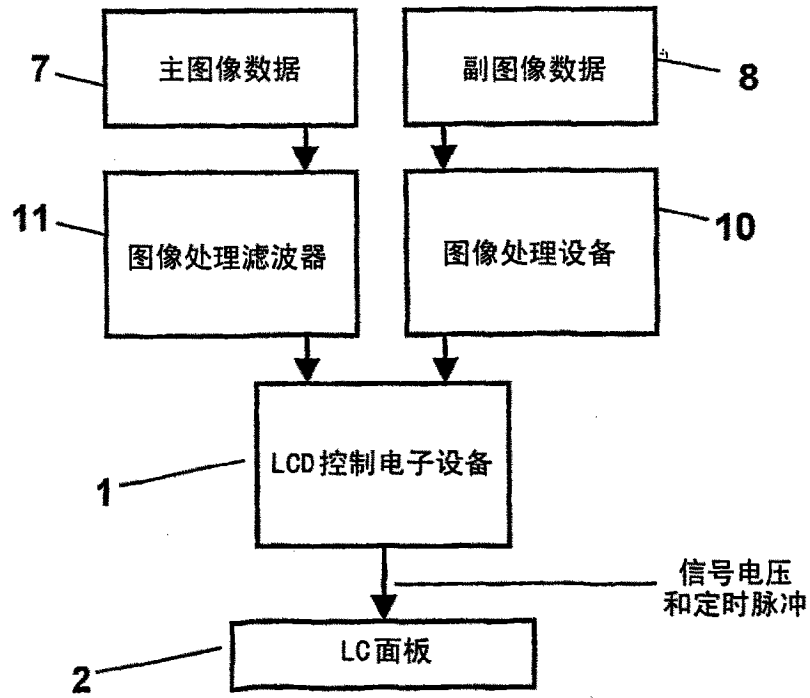 7
主图像数据
副图像数据
8
11
图像处理滤波器
图像处理设备
10
1
LCD控制电子设备
信号电压
和定时脉冲
2
LC面板